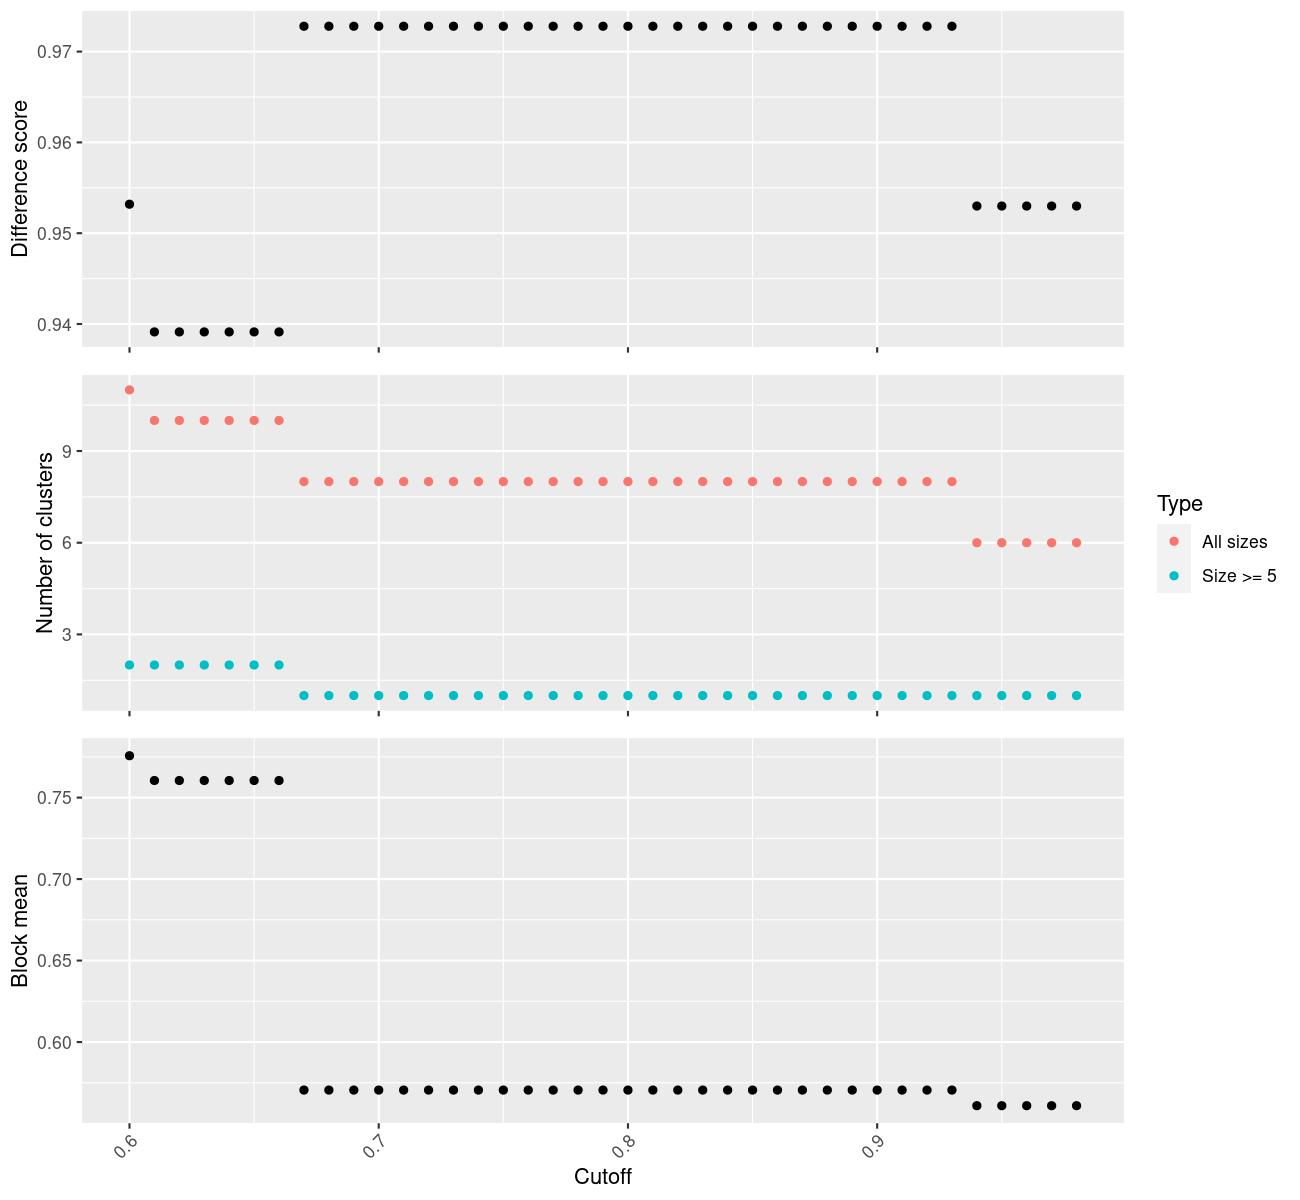 Difference score
0.97
0.96
0.95
0.94
Number of clusters
9
6
3
Type
All sizes
Size >= 5
Block mean
0.75
0.70
0.65
0.60
0.6 0.7 0.8 0.9
Cutoff